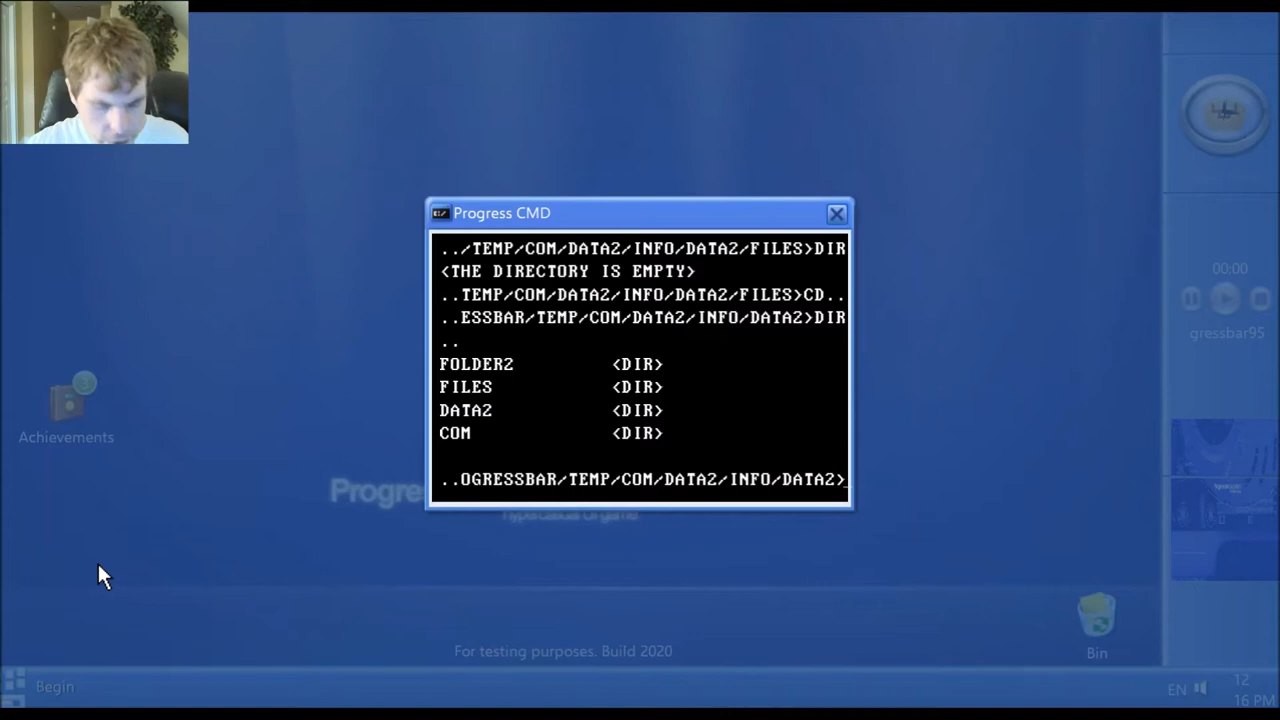 Progress CMD
../TEMP/COM/DATA2/INFO/DATA2/FILES>DIR
<THE DIRECTORY IS EMPTY>
..TEMP/COM/DATA2/INFO/DATA2/FILES>CD..
..ESSBAR/TEMP/COM/DATA2/INFO/DATA2>DIR
..
FOLDER2 <DIR>
FILES <DIR>
DATA2 <DIR>
COM <DIR>
..OGRESSBAR/TEMP/COM/DATA2/INFO/DATA2>_
00:00
gressbar95
3
Achievements
Progre
For testing purposes. Build 2020
Bin
Begin
EN
12
16 PM